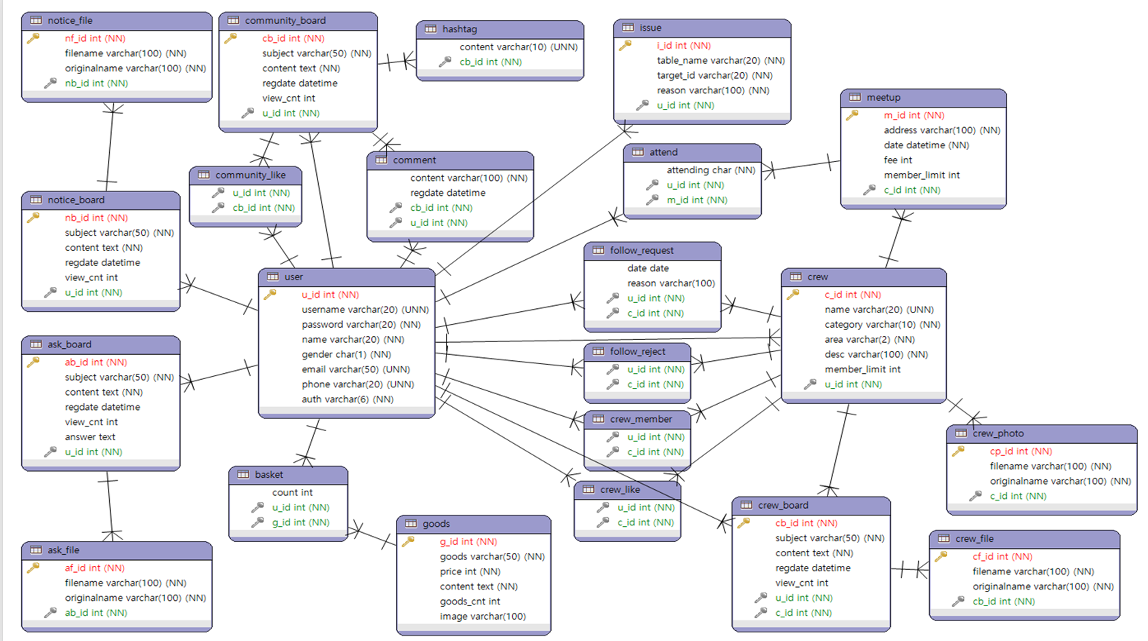 notice_file
nf_id int (NN)
filename varchar(100) (NN)
originalname varchar(100) (NN)
nb_id int (NN)
community_board
cb_id int (NN)
subject varchar(50) (NN)
content text (NN)
regdate datetime
view_cnt int
u_id int (NN)
hashtag
content varchar(10) (UNN)
cb_id int (NN)
issue
i_id int (NN)
table_name varchar(20) (NN)
target_id varchar(20) (NN)
reason varchar(100) (NN)
u_id int (NN)
meetup
m_id int (NN)
address varchar(100) (NN)
date datetime (NN)
fee int
member_limit int
c_id int (NN)
community_like
u_id int (NN)
cb_id int (NN)
comment
content varchar(100) (NN)
regdate datetime
cb_id int (NN)
u_id int (NN)
attend
attending char (NN)
u_id int (NN)
m_id int (NN)
notice_board
nb_id int (NN)
subject varchar(50) (NN)
content text (NN)
regdate datetime
view_cnt int
u_id int (NN)
user
u_id int (NN)
username varchar(20) (UNN)
password varchar(20) (NN)
name varchar(20) (NN)
gender char(1) (NN)
email varchar(50) (UNN)
phone varchar(20) (UNN)
auth varchar(6) (NN)
follow_request
date date
reason varchar(100)
u_id int (NN)
c_id int (NN)
crew
c_id int (NN)
name varchar(20) (UNN)
category varchar(10) (NN)
area varchar(2) (NN)
desc varchar(100) (NN)
member_limit int
u_id int (NN)
ask_board
ab_id int (NN)
subject varchar(50) (NN)
content text (NN)
regdate datetime
view_cnt int
answer text
u_id int (NN)
follow_reject
u_id int (NN)
c_id int (NN)
crew_member
u_id int (NN)
c_id int (NN)
crew_photo
cp_id int (NN)
filename varchar(100) (NN)
originalname varchar(100) (NN)
c_id int (NN)
basket
count int
u_id int (NN)
g_id int (NN)
crew_like
u_id int (NN)
c_id int (NN)
goods
g_id int (NN)
goods varchar(50) (NN)
price int (NN)
content text (NN)
goods_cnt int
image varchar(100)
crew_board
cb_id int (NN)
subject varchar(50) (NN)
content text (NN)
regdate datetime
view_cnt int
u_id int (NN)
c_id int (NN)
crew_file
cf_id int (NN)
filename varchar(100) (NN)
originalname varchar(100) (NN)
cb_id int (NN)
ask_file
af_id int (NN)
filename varchar(100) (NN)
originalname varchar(100) (NN)
ab_id int (NN)